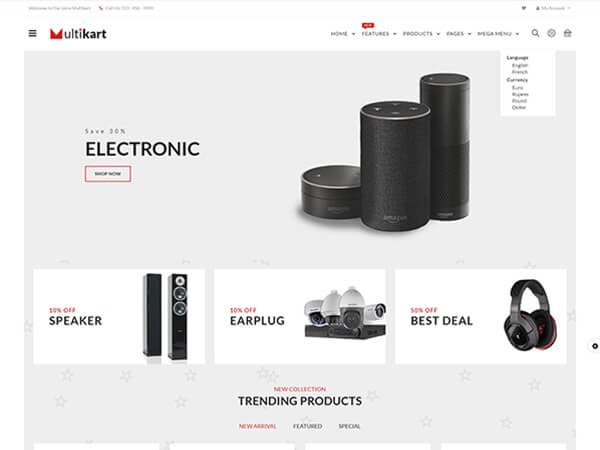 Welcome to Our store Multikart
Call Us: 123 - 456 - 7890
My Account
Multikart
HOME
NEW
FEATURES
PRODUCTS
PAGES
MEGA MENU
Language
English
French
Currency
Euro
Rupees
Pound
Dollar
Save 30%
ELECTRONIC
SHOP NOW
amazon
amazon
10% OFF
SPEAKER
10% OFF
EARPLUG
50% OFF
BEST DEAL
NEW COLLECTION
TRENDING PRODUCTS
NEW ARRIVAL
FEATURED
SPECIAL